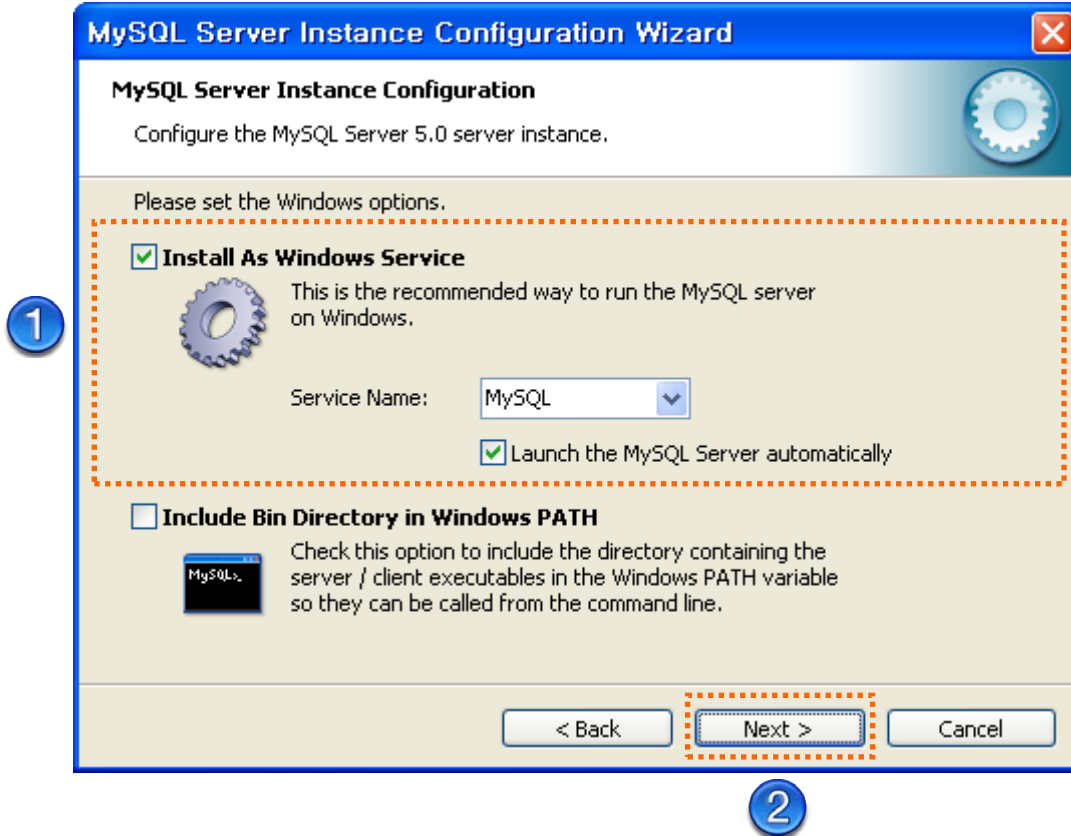 MySQL Server Instance Configuration Wizard
MySQL Server Instance Configuration
Configure the MySQL Server 5.0 server instance.
Please set the Windows options.
Install As Windows Service
This is the recommended way to run the MySQL server
on Windows.
1
Service Name:
MySQL
Launch the MySQL Server automatically
Include Bin Directory in Windows PATH
Check this option to include the directory containing the
server / client executables in the Windows PATH variable
so they can be called from the command line.
MySQL>_
< Back
Next >
Cancel
2